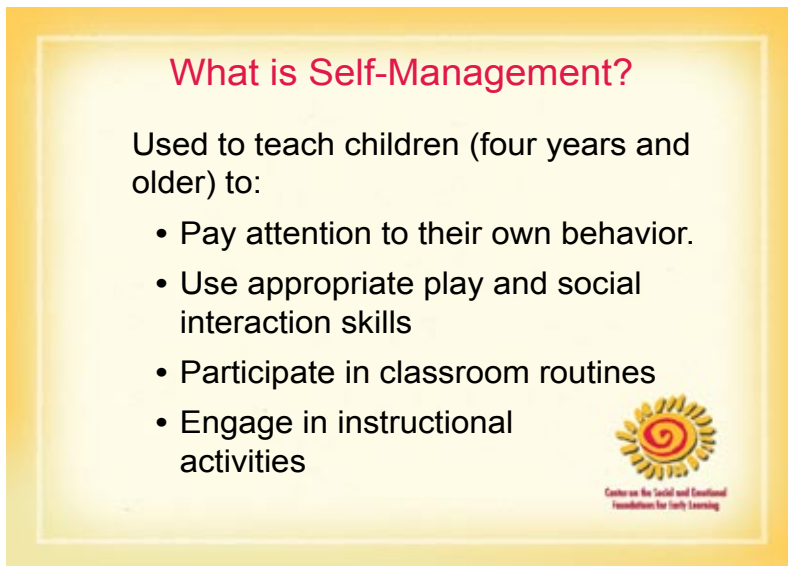 What is Self-Management?
Used to teach children (four years and
older) to:
• Pay attention to their own behavior.
• Use appropriate play and social
interaction skills
• Participate in classroom routines
• Engage in instructional
activities
Center on the Social and Emotional
Foundations for Early Learning